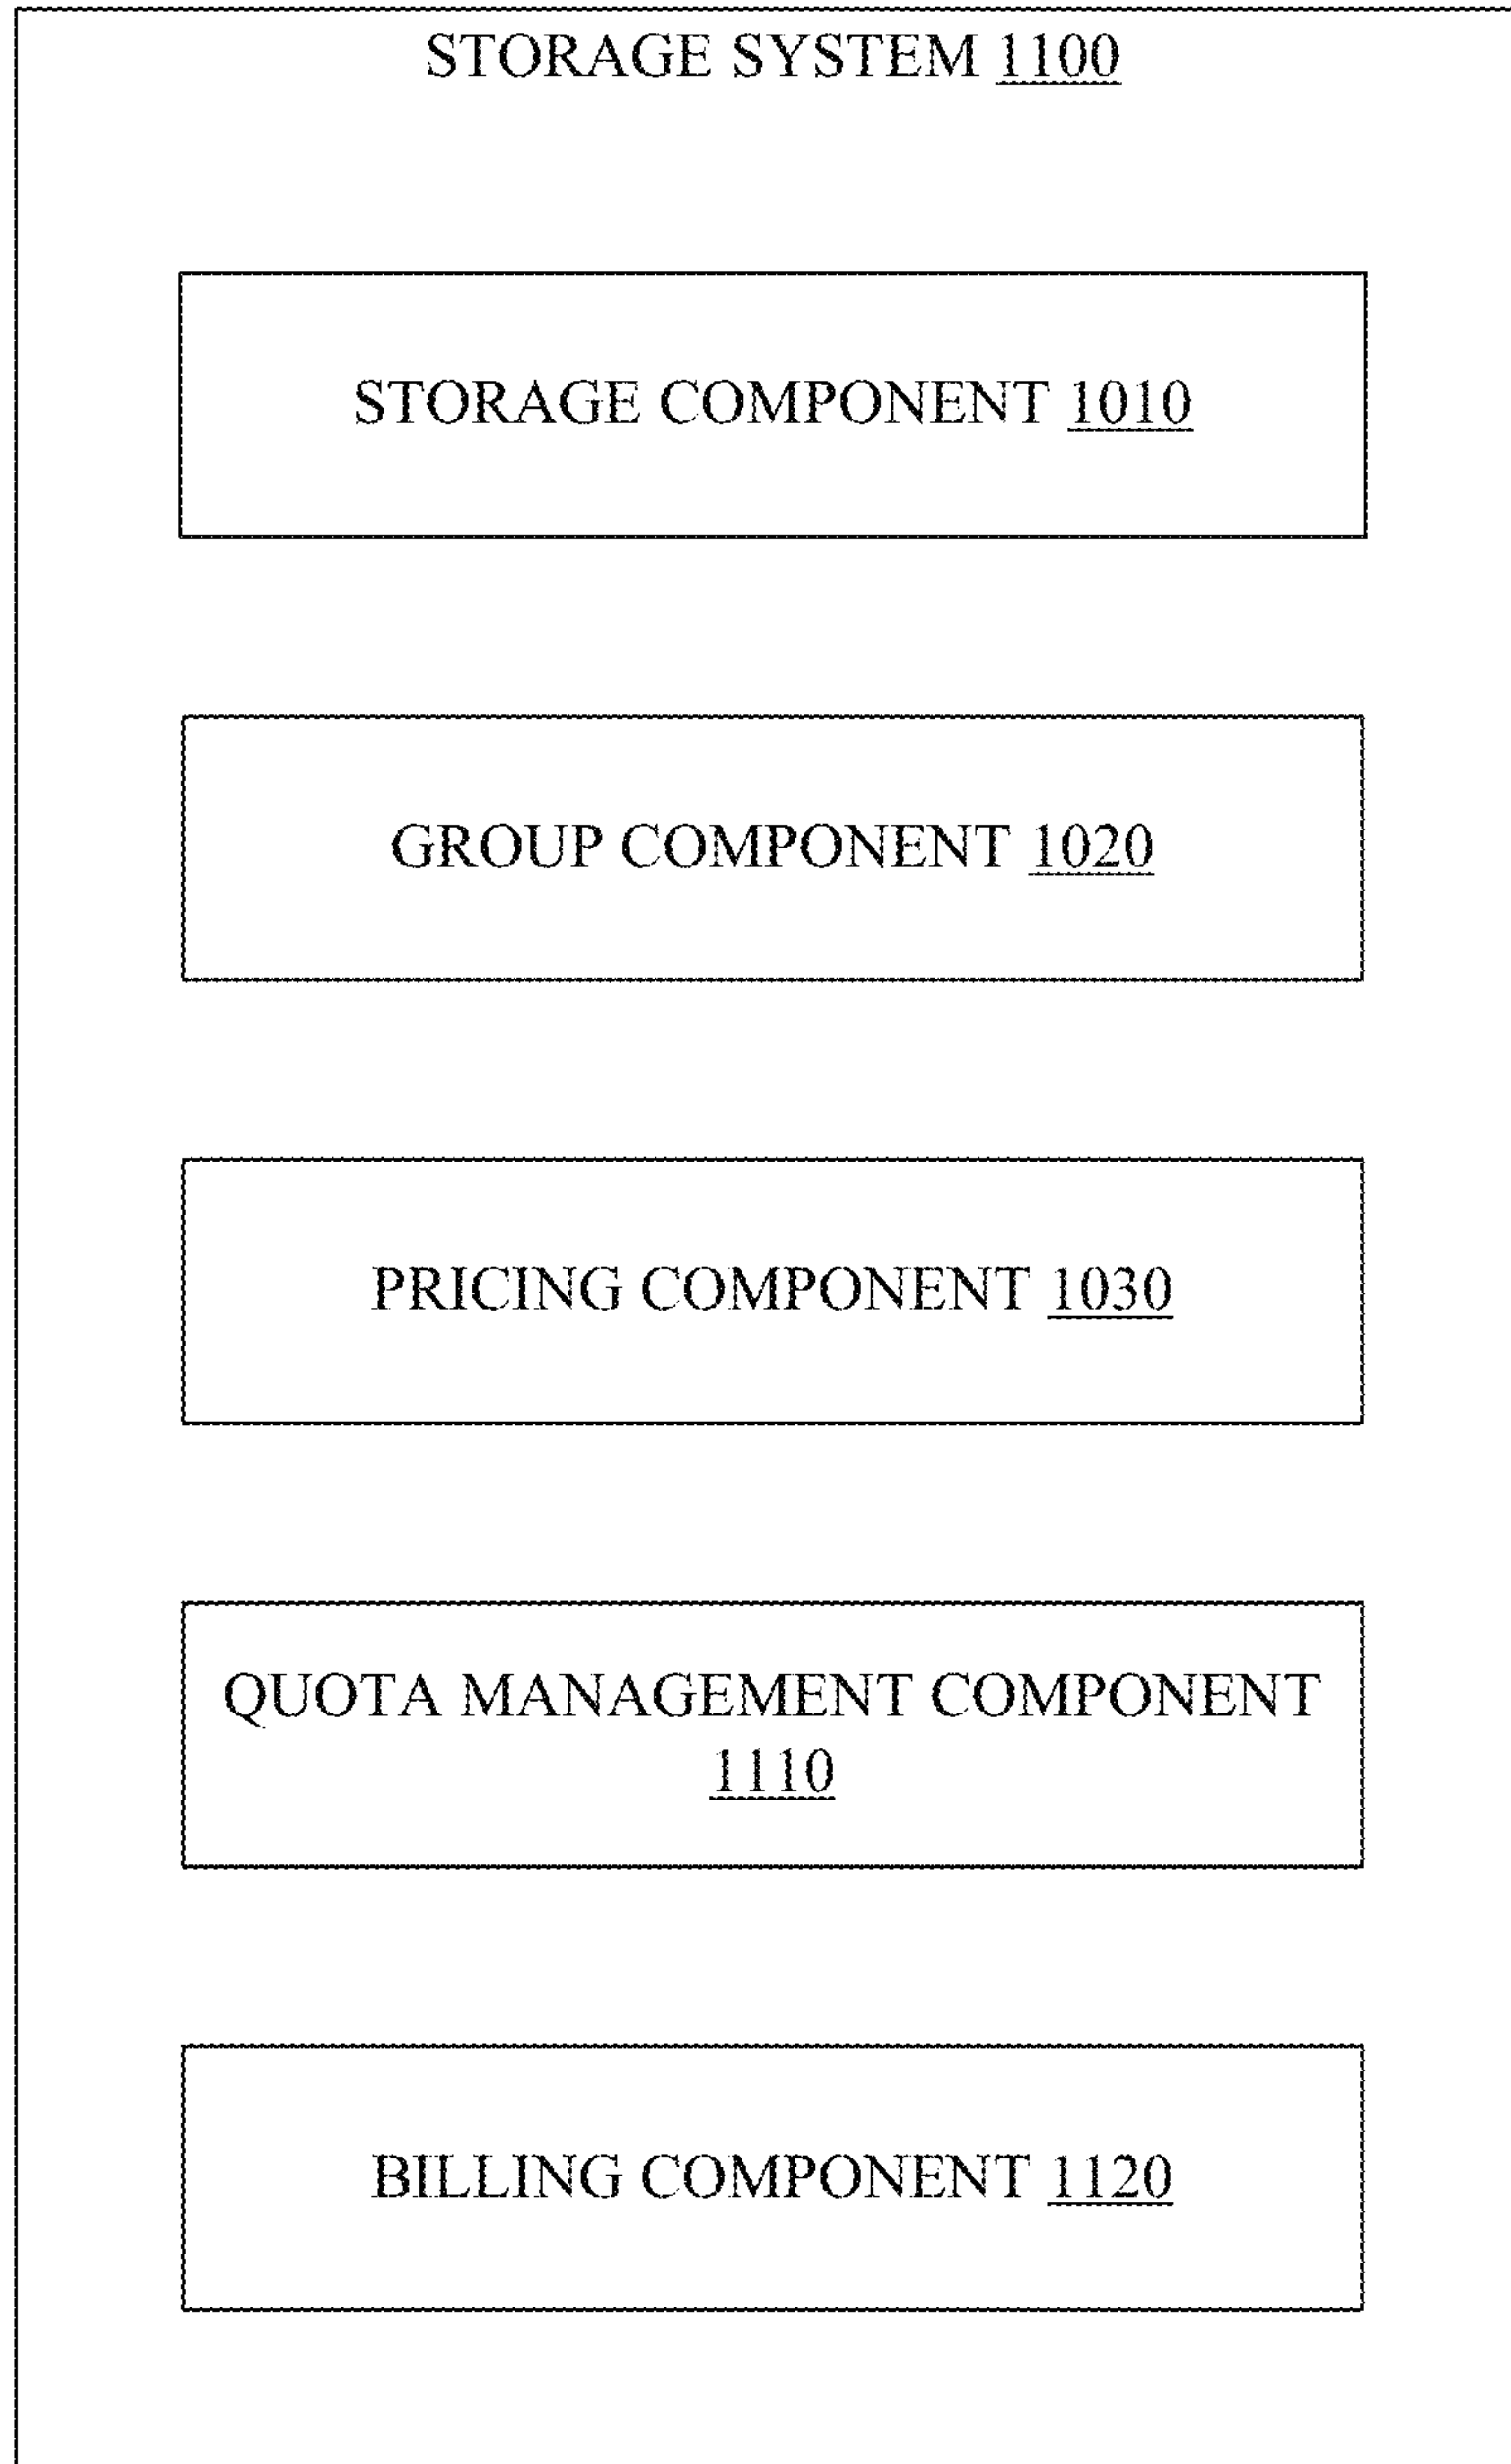 STORAGE SYSTEM 1100
STORAGE COMPONENT 1010
GROUP COMPONENT 1020
PRICING COMPONENT 1030
QUOTA MANAGEMENT COMPONENT
1110
BILLING COMPONENT 1120